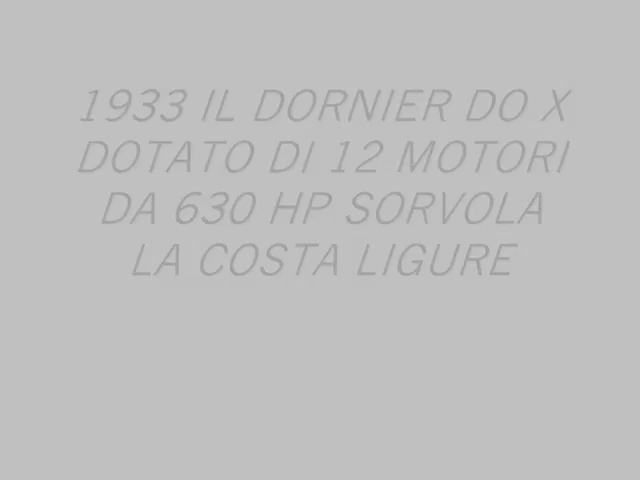 1933 IL DORNIER DO X
DOTATO DI 12 MOTORI
DA 630 HP SORVOLA
LA COSTA LIGURE